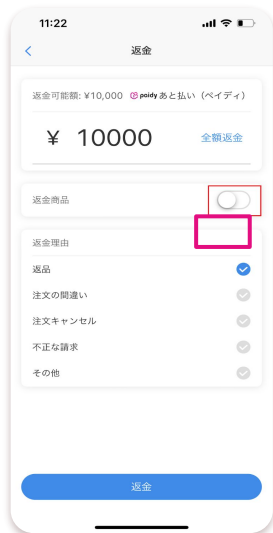 11:22
返金
返金可能額: ¥10,000 paidy あと払い（ペイディ）
¥ 10000 全額返金
返金商品
返金理由
返品
注文の間違い
注文キャンセル
不正な請求
その他
返金